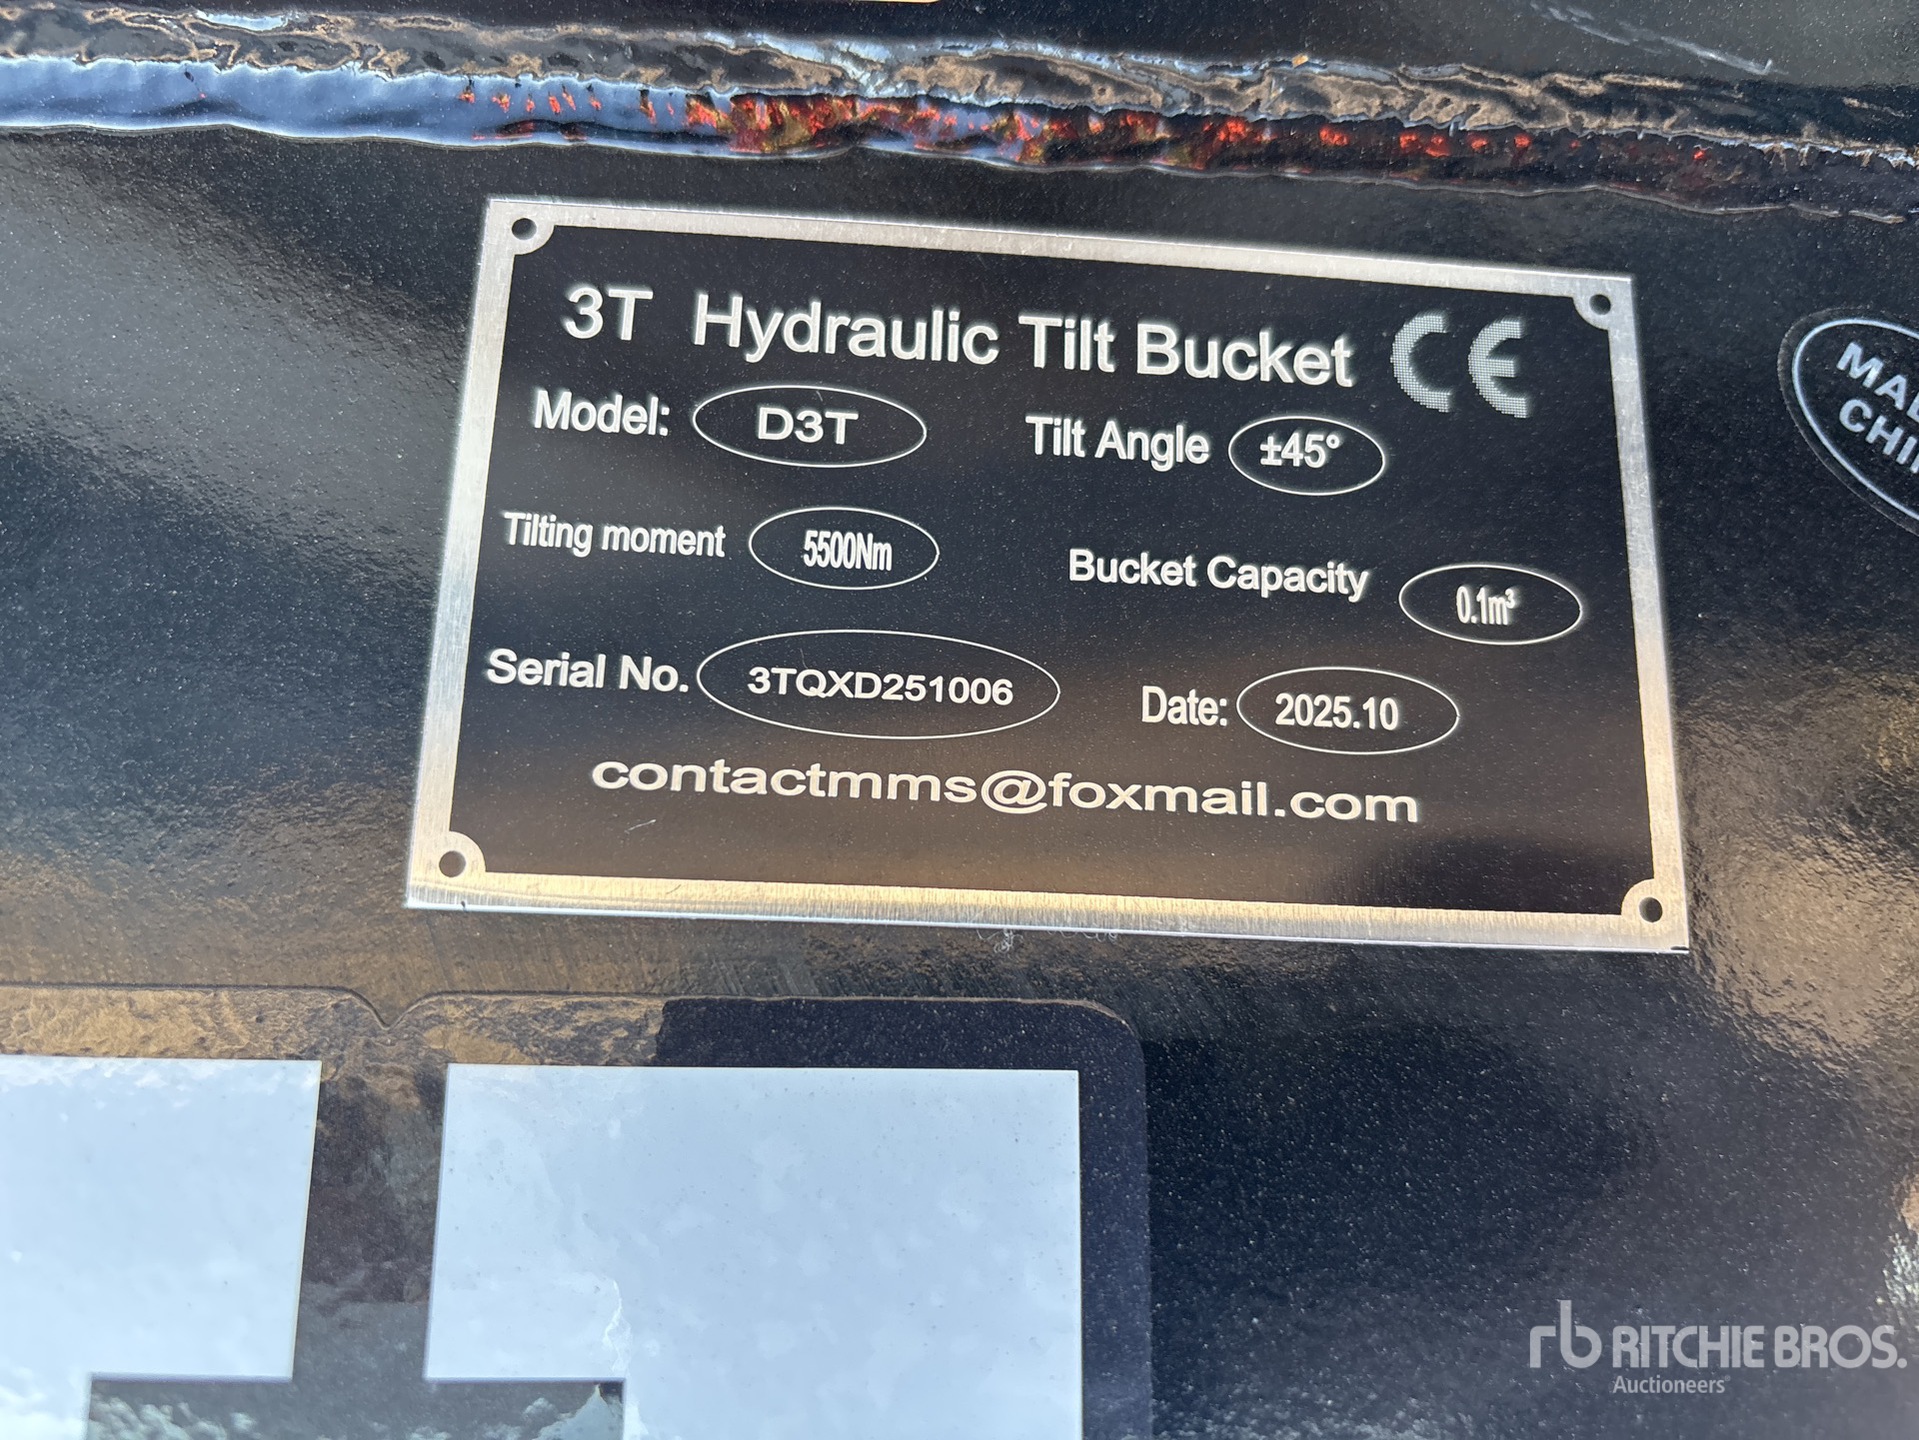 3T Hydraulic Tilt Bucket CE
Model: D3T Tilt Angle ±45°
Tilting moment 5500Nm Bucket Capacity 0.1m³
Serial No. 3TQXD251006 Date: 2025.10
contactmms@foxmail.com
rb RITCHIE BROS.
Auctioneers